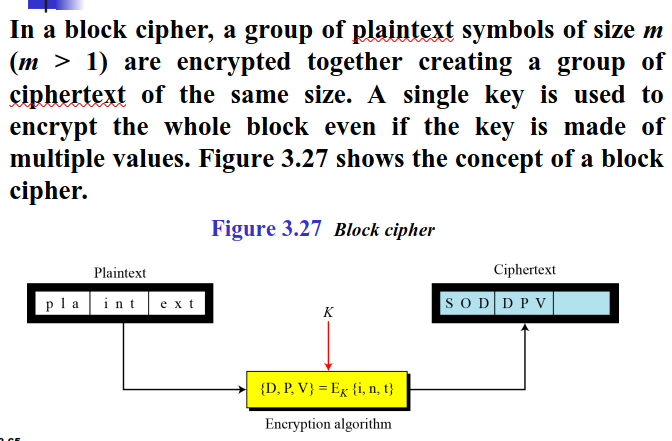 In a block cipher, a group of plaintext symbols of size m
(m > 1) are encrypted together creating a group of
ciphertext of the same size. A single key is used to
encrypt the whole block even if the key is made of
multiple values. Figure 3.27 shows the concept of a block
cipher.
Figure 3.27 Block cipher
Plaintext
Ciphertext
p l a i n t e x t
S O D D P V
K
{D, P, V} = EK {i, n, t}
Encryption algorithm